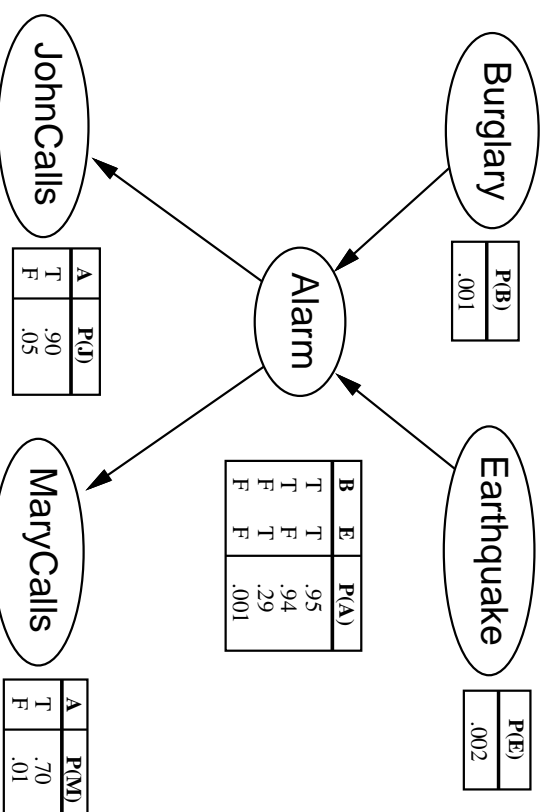 Burglary
P(B)
.001
Earthquake
P(E)
.002
Alarm
B E P(A)
T T .95
T F .94
F T .29
F F .001
JohnCalls
A P(J)
T .90
F .05
MaryCalls
A P(M)
T .70
F .01